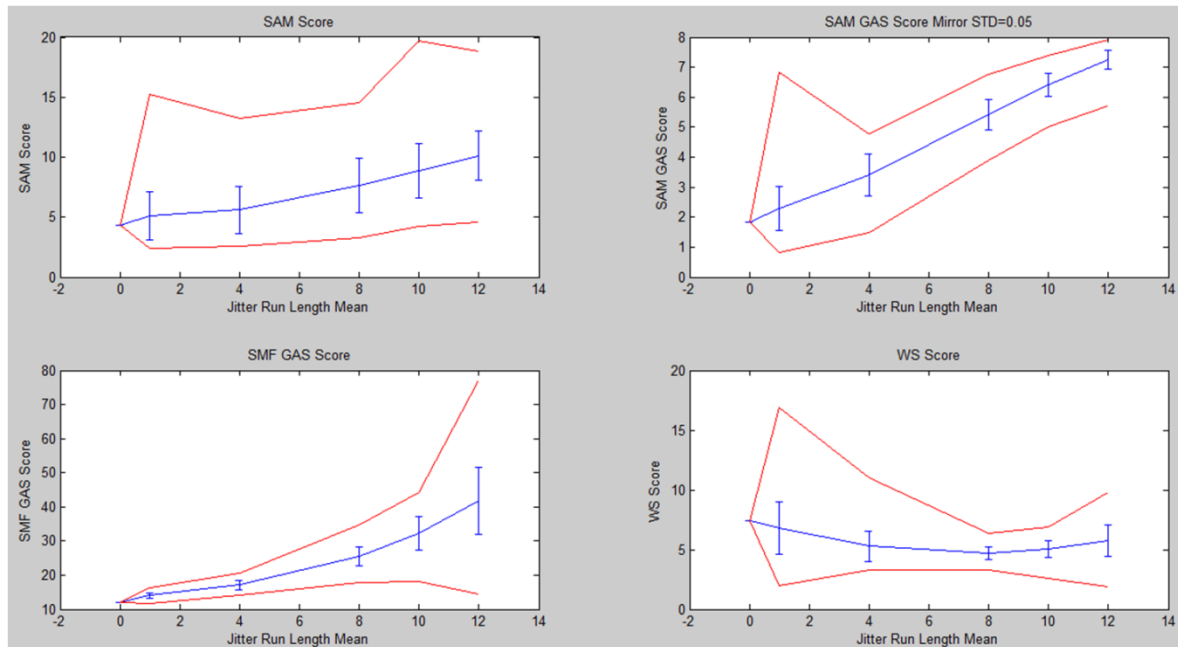 SAM Score
20
15
10
5
0
SAM Score
-2 0 2 4 6 8 10 12 14
Jitter Run Length Mean
SAM GAS Score Mirror STD=0.05
8
7
6
5
4
3
2
1
0
SAM GAS Score
-2 0 2 4 6 8 10 12 14
Jitter Run Length Mean
SMF GAS Score
80
70
60
50
40
30
20
10
SMF GAS Score
-2 0 2 4 6 8 10 12 14
Jitter Run Length Mean
WS Score
20
15
10
5
0
WS Score
-2 0 2 4 6 8 10 12 14
Jitter Run Length Mean